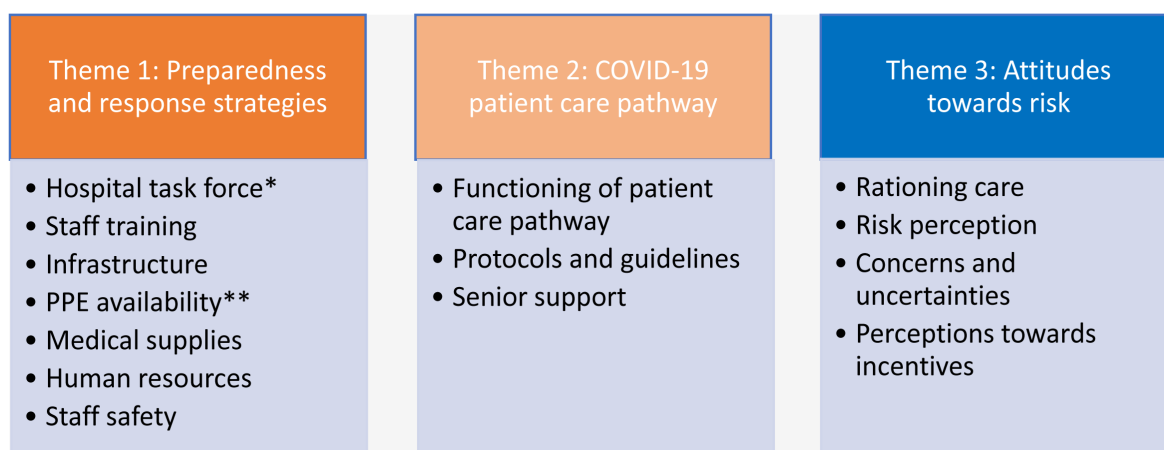 Theme 1: Preparedness
and response strategies
• Hospital task force*
• Staff training
• Infrastructure
• PPE availability**
• Medical supplies
• Human resources
• Staff safety
Theme 2: COVID-19
patient care pathway
• Functioning of patient
care pathway
• Protocols and guidelines
• Senior support
Theme 3: Attitudes
towards risk
• Rationing care
• Risk perception
• Concerns and
uncertainties
• Perceptions towards
incentives